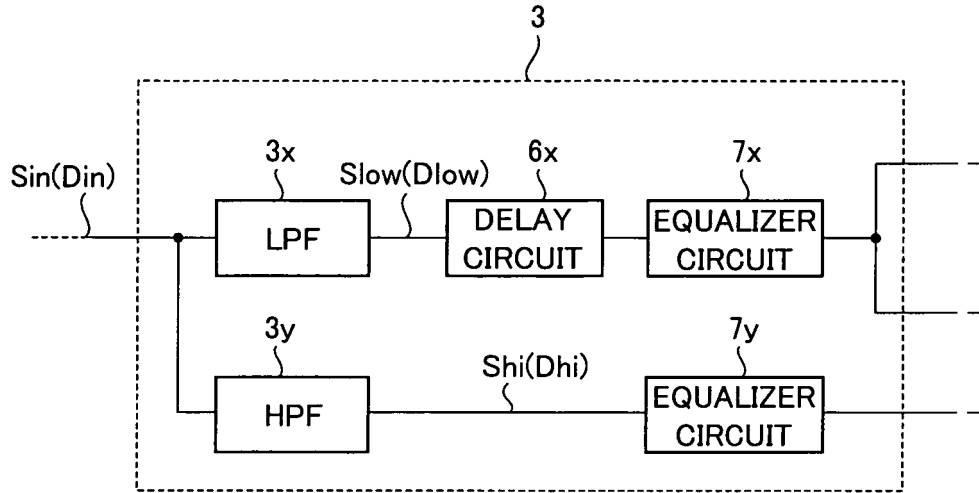 3
3x
6x
7x
Sin(Din)
Slow(Dlow)
LPF
DELAY
CIRCUIT
EQUALIZER
CIRCUIT
3y
7y
Shi(Dhi)
HPF
EQUALIZER
CIRCUIT